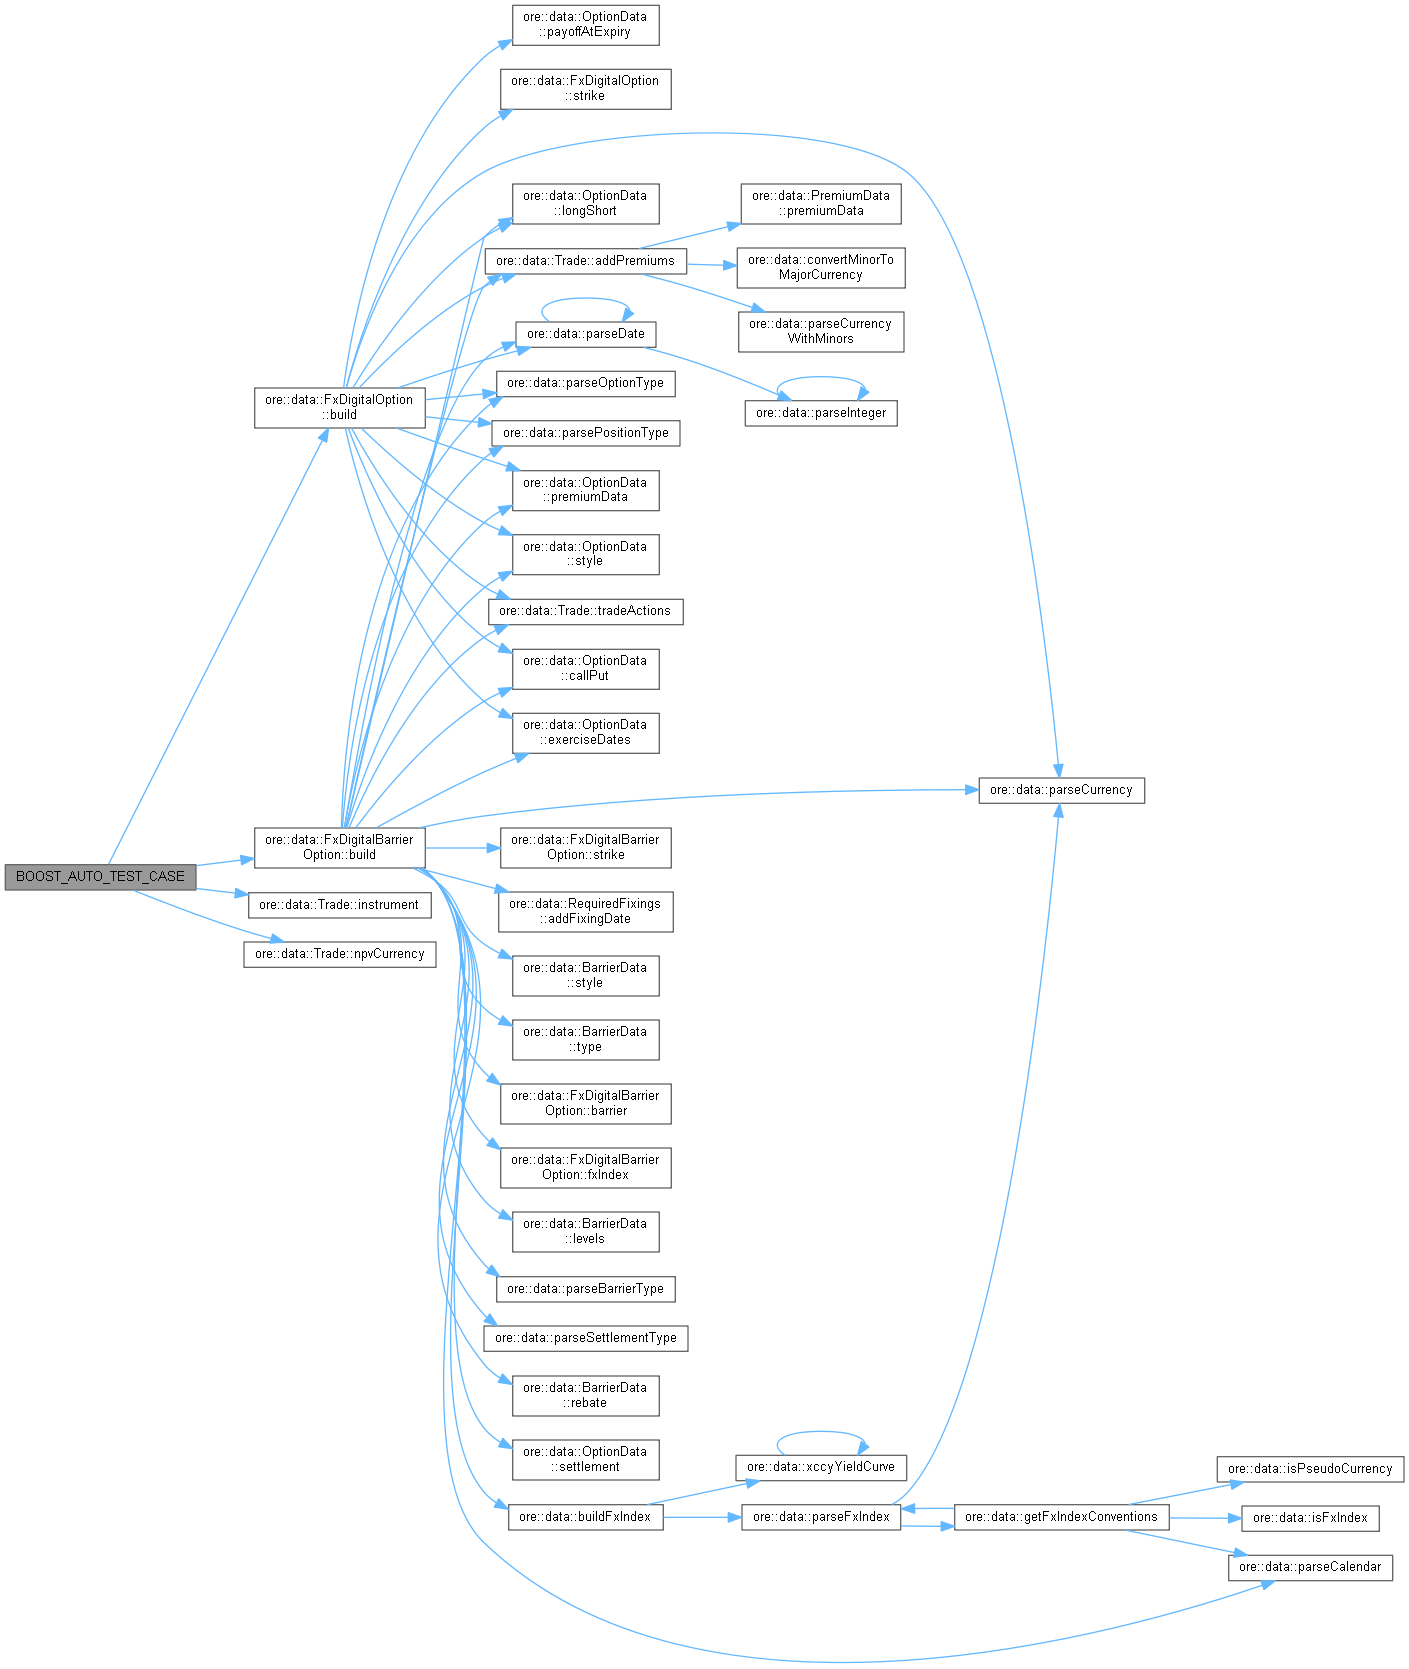 ore::data::OptionData
::payoffAtExpiry
ore::data::FxDigitalOption
::strike
ore::data::OptionData
::longShort
ore::data::PremiumData
::premiumData
ore::data::Trade::addPremiums
ore::data::convertMinorTo
MajorCurrency
ore::data::parseCurrency
WithMinors
ore::data::parseDate
ore::data::parseOptionType
ore::data::FxDigitalOption
::build
ore::data::parseInteger
ore::data::parsePositionType
ore::data::OptionData
::premiumData
ore::data::OptionData
::style
ore::data::Trade::tradeActions
ore::data::OptionData
::callPut
ore::data::OptionData
::exerciseDates
ore::data::parseCurrency
ore::data::FxDigitalBarrier
Option::build
ore::data::FxDigitalBarrier
Option::strike
BOOST_AUTO_TEST_CASE
ore::data::Trade::instrument
ore::data::RequiredFixings
::addFixingDate
ore::data::Trade::npvCurrency
ore::data::BarrierData
::style
ore::data::BarrierData
::type
ore::data::FxDigitalBarrier
Option::barrier
ore::data::FxDigitalBarrier
Option::fxIndex
ore::data::BarrierData
::levels
ore::data::parseBarrierType
ore::data::parseSettlementType
ore::data::BarrierData
::rebate
ore::data::OptionData
::settlement
ore::data::xccyYieldCurve
ore::data::isPseudoCurrency
ore::data::buildFxIndex
ore::data::parseFxIndex
ore::data::getFxIndexConventions
ore::data::isFxIndex
ore::data::parseCalendar